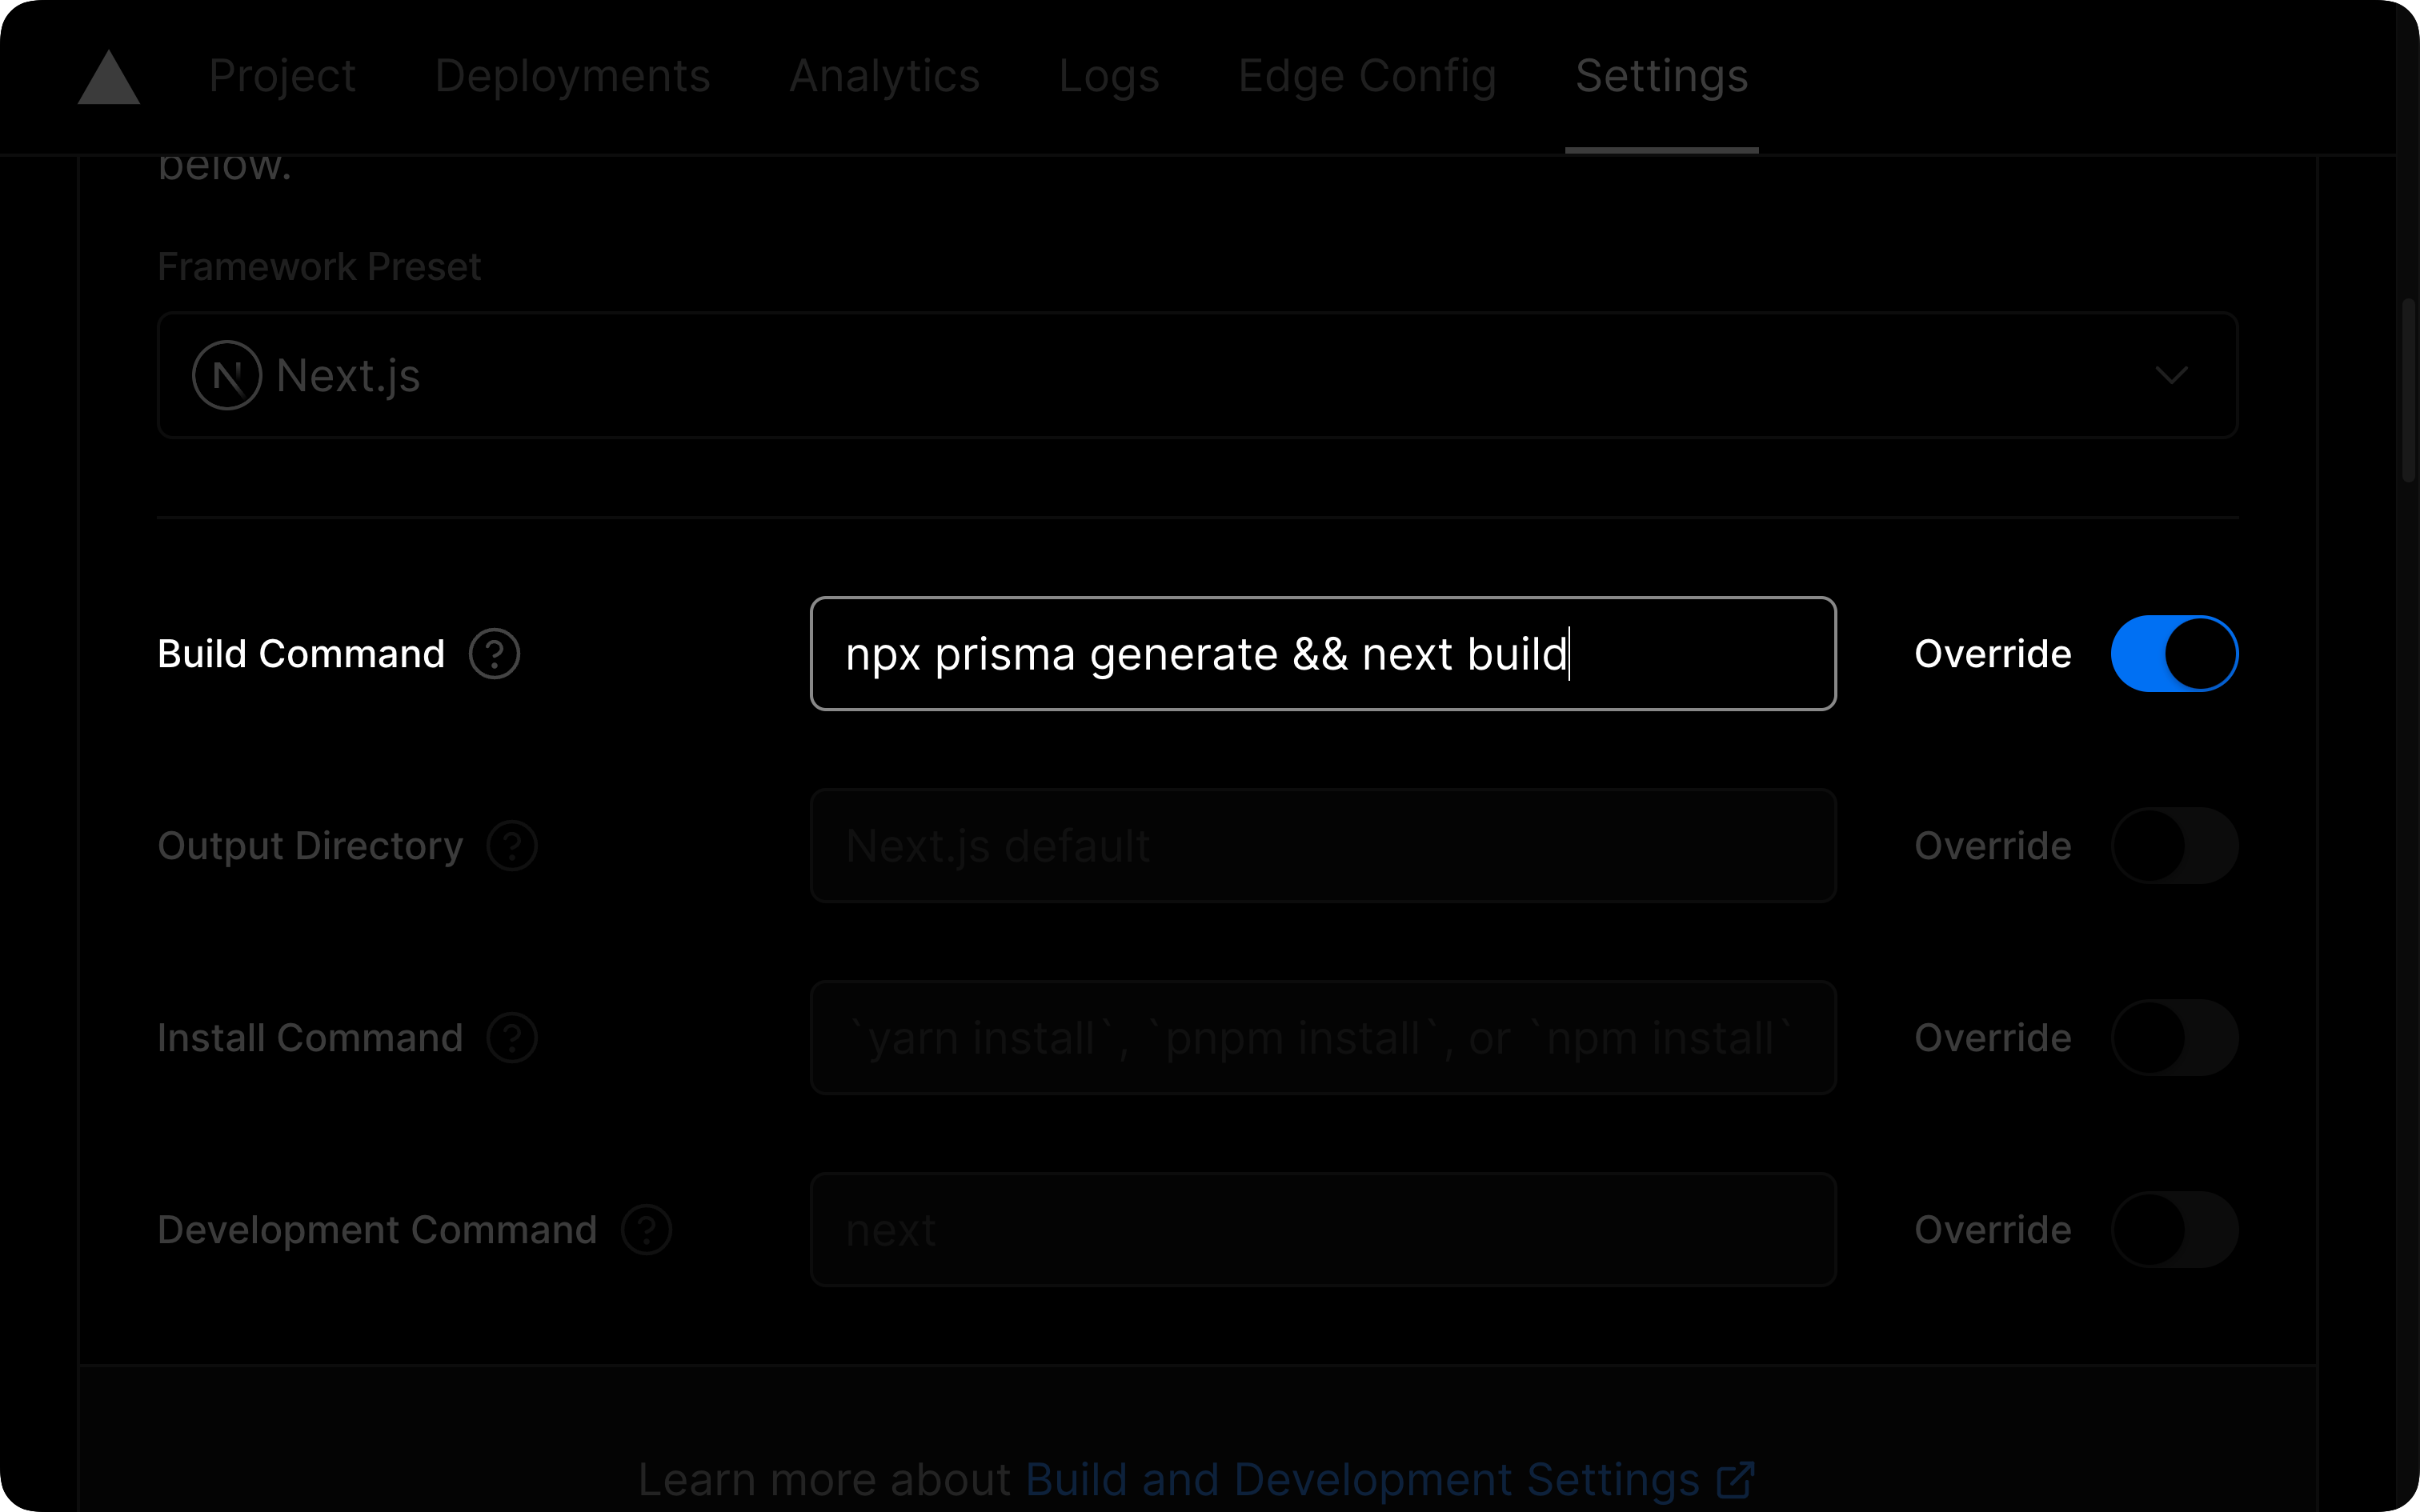 Project Deployments Analytics Logs Edge Config Settings
below.
Framework Preset
N Next.js
Build Command ? npx prisma generate && next build Override
Output Directory ? Next.js default Override
Install Command ? `yarn install`, `pnpm install`, or `npm install` Override
Development Command ? next Override
Learn more about Build and Development Settings